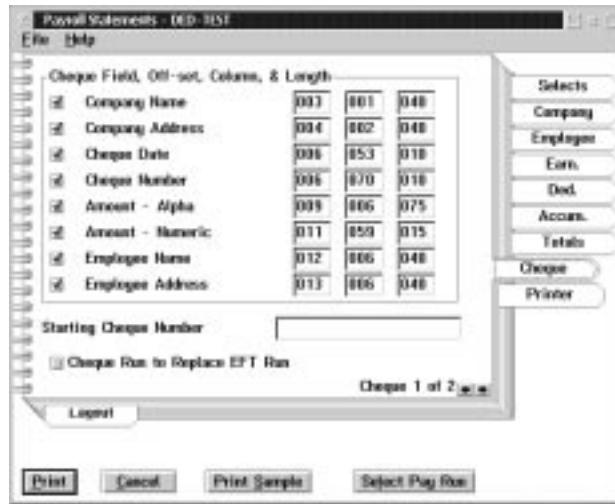 Payroll Statements - DED-TEST
File Help
Cheque Field, Off-set, Column, & Length
Company Name 003 001 040
Company Address 004 002 040
Cheque Date 006 053 010
Cheque Number 006 070 010
Amount - Alpha 009 006 075
Amount - Numeric 011 059 015
Employee Name 012 006 040
Employee Address 013 006 040
Starting Cheque Number
Cheque Run to Replace EFT Run
Cheque 1 of 2
Selects
Company
Employee
Earn.
Ded.
Accum.
Totals
Cheque
Printer
Layout
Print Cancel Print Sample Select Pay Run